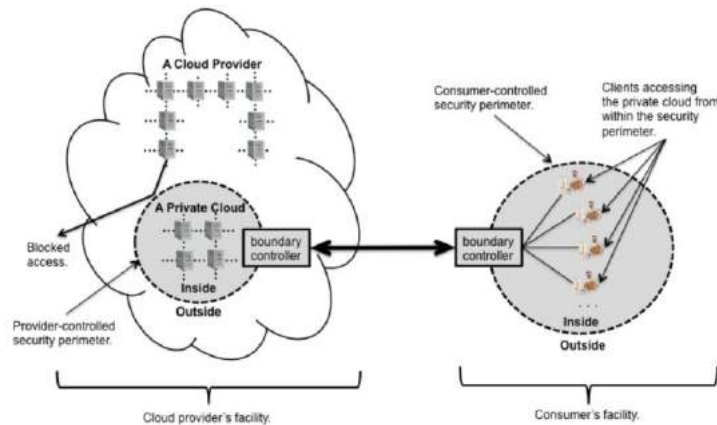 A Cloud Provider
Consumer-controlled
security perimeter.
Clients accessing
the private cloud from
within the security
perimeter.
A Private Cloud
Blocked
access.
boundary
controller
boundary
controller
Inside
Outside
Provider-controlled
security perimeter.
Inside
Outside
. . .
Cloud provider's facility.
Consumer's facility.